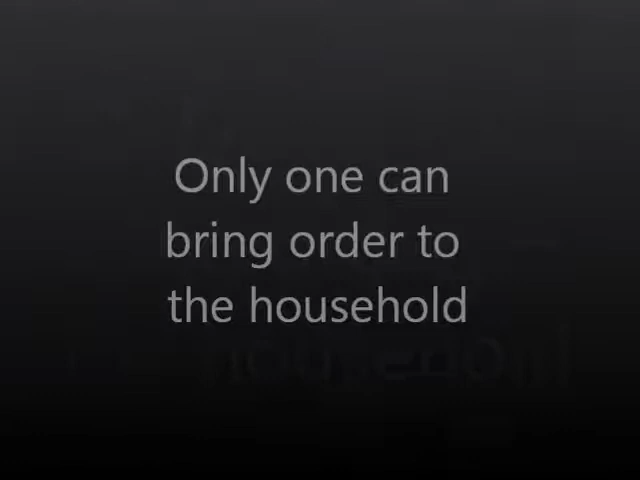 Only one can
bring order to
the household